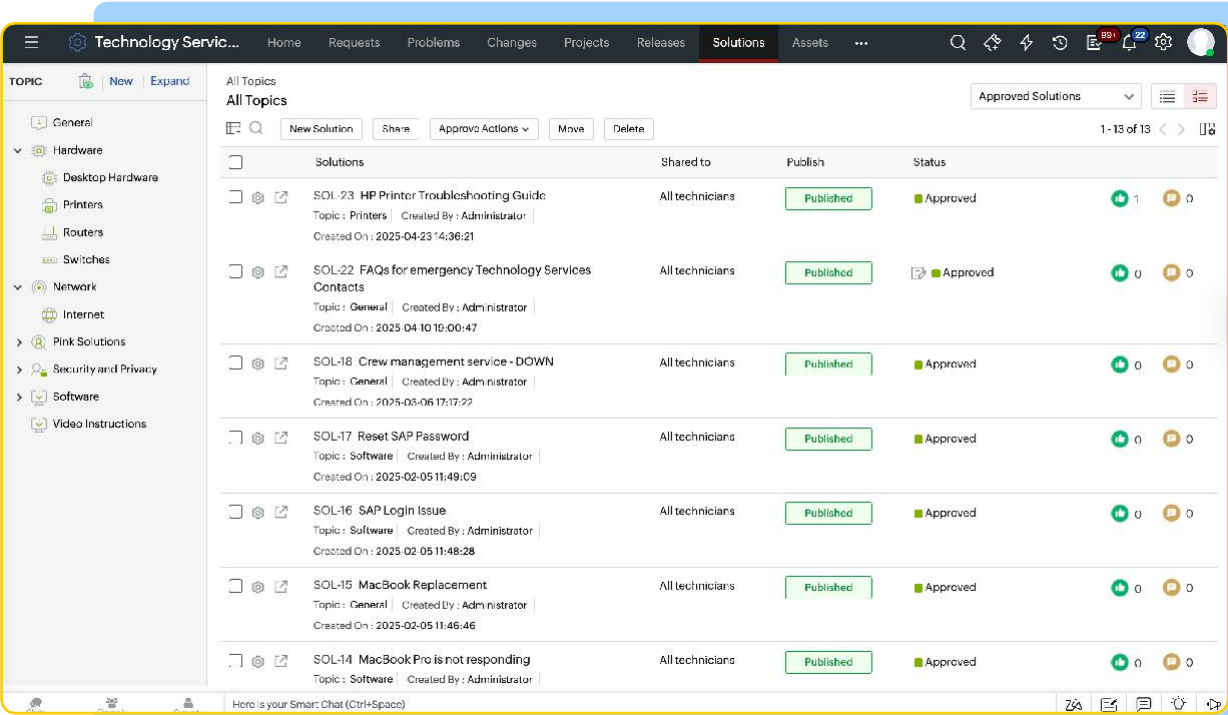 Technology Servic... Home Requests Problems Changes Projects Releases Solutions Assets ••• 99+ 22
TOPIC New Expand
General
Hardware
Desktop Hardware
Printers
Routers
Switches
Network
Internet
Pink Solutions
Security and Privacy
Software
Video Instructions
All Topics
All Topics
Approved Solutions
New Solution Share Approve Actions Move Delete
1 - 13 of 13
Solutions Shared to Publish Status
SOL-23 HP Printer Troubleshooting Guide All technicians Published Approved 1 0
Topic : Printers Created By : Administrator
Created On : 2025-04-23 14:36:21
SOL-22 FAQs for emergency Technology Services All technicians Published Approved 0 0
Contacts
Topic : General Created By : Administrator
Created On : 2025-04-10 19:00:47
SOL-18 Crew management service - DOWN All technicians Published Approved 0 0
Topic : General Created By : Administrator
Created On : 2025-03-06 17:17:22
SOL-17 Reset SAP Password All technicians Published Approved 0 0
Topic : Software Created By : Administrator
Created On : 2025-02-05 11:49:09
SOL-16 SAP Login Issue All technicians Published Approved 0 0
Topic : Software Created By : Administrator
Created On : 2025-02-05 11:48:28
SOL-15 MacBook Replacement All technicians Published Approved 0 0
Topic : General Created By : Administrator
Created On : 2025-02-05 11:46:46
SOL-14 MacBook Pro is not responding All technicians Published Approved 0 0
Topic : Software Created By : Administrator
Here is your Smart Chat (Ctrl+Space)